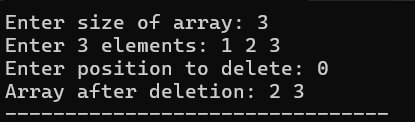 Enter size of array: 3
Enter 3 elements: 1 2 3
Enter position to delete: 0
Array after deletion: 2 3
--------------------------------